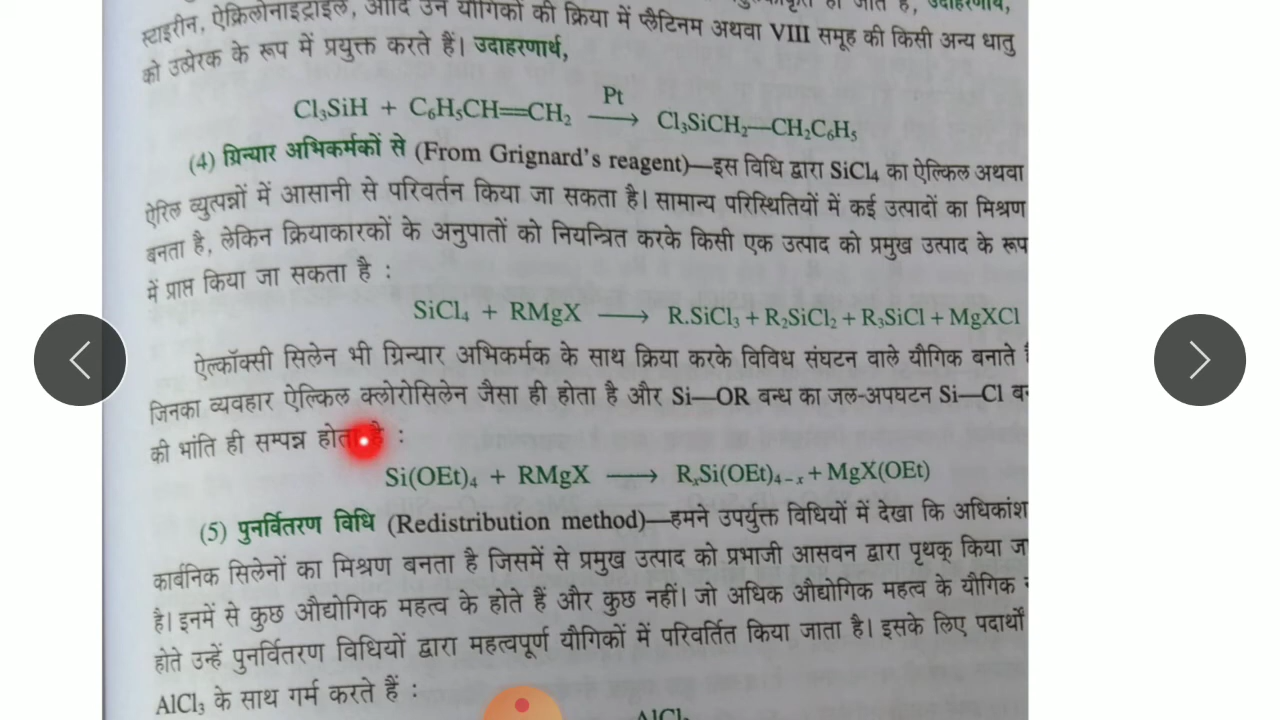 स्टाइरीन, ऐक्रिलोनाइट्राइल, आदि उन यौगिकों की क्रिया में प्लैटिनम अथवा VIII समूह की किसी अन्य धातु
को उत्प्रेरक के रूप में प्रयुक्त करते हैं। उदाहरणार्थ,
Cl₃SiH + C₆H₅CH═CH₂ —Pt→ Cl₃SiCH₂—CH₂C₆H₅
(4) ग्रिन्यार अभिकर्मकों से (From Grignard's reagent)—इस विधि द्वारा SiCl₄ का ऐल्किल अथवा
ऐरिल व्युत्पन्नों में आसानी से परिवर्तन किया जा सकता है। सामान्य परिस्थितियों में कई उत्पादों का मिश्रण
बनता है, लेकिन क्रियाकारकों के अनुपातों को नियन्त्रित करके किसी एक उत्पाद को प्रमुख उत्पाद के रूप
में प्राप्त किया जा सकता है :
SiCl₄ + RMgX ⟶ R.SiCl₃ + R₂SiCl₂ + R₃SiCl + MgXCl
ऐल्कॉक्सी सिलेन भी ग्रिन्यार अभिकर्मक के साथ क्रिया करके विविध संघटन वाले यौगिक बनाते
जिनका व्यवहार ऐल्किल क्लोरोसिलेन जैसा ही होता है और Si—OR बन्ध का जल-अपघटन Si—Cl
की भांति ही सम्पन्न होता है :
Si(OEt)₄ + RMgX ⟶ RₓSi(OEt)₄₋ₓ + MgX(OEt)
(5) पुनर्वितरण विधि (Redistribution method)—हमने उपर्युक्त विधियों में देखा कि अधिकांश
कार्बनिक सिलेनों का मिश्रण बनता है जिसमें से प्रमुख उत्पाद को प्रभाजी आसवन द्वारा पृथक् किया
है। इनमें से कुछ औद्योगिक महत्व के होते हैं और कुछ नहीं। जो अधिक औद्योगिक महत्व के यौगिक
होते उन्हें पुनर्वितरण विधियों द्वारा महत्वपूर्ण यौगिकों में परिवर्तित किया जाता है। इसके लिए पदार्थों
AlCl₃ के साथ गर्म करते हैं :